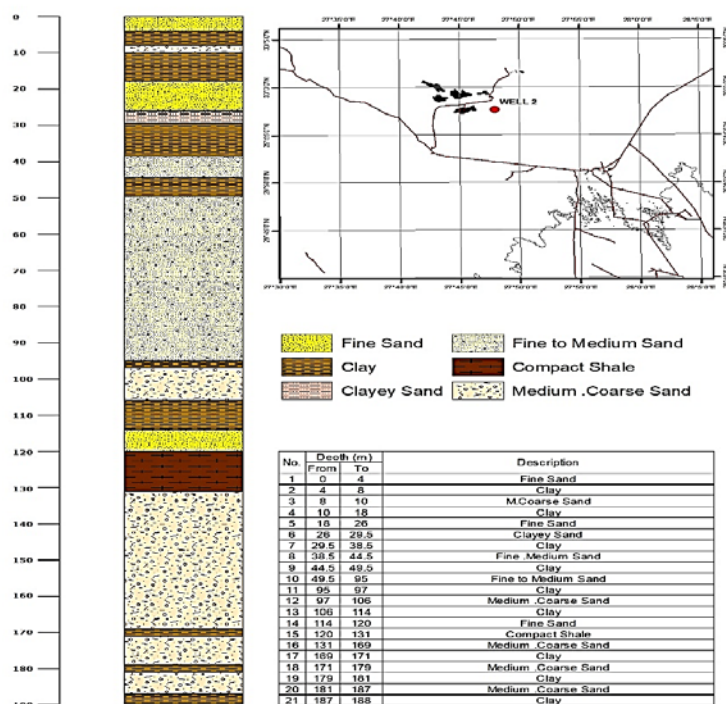 0
10
20
30
40
50
60
70
80
90
100
110
120
130
140
150
160
170
180
WELL 2
Fine Sand
Fine to Medium Sand
Clay
Compact Shale
Clayey Sand
Medium .Coarse Sand
No. Depth (m) Description
From To
1 0 4 Fine Sand
2 4 8 Clay
3 8 10 M.Coarse Sand
4 10 18 Clay
5 18 26 Fine Sand
6 26 29.5 Clayey Sand
7 29.5 38.5 Clay
8 38.5 44.5 Fine .Medium Sand
9 44.5 49.5 Clay
10 49.5 95 Fine to Medium Sand
11 95 97 Clay
12 97 106 Medium .Coarse Sand
13 106 114 Clay
14 114 120 Fine Sand
15 120 131 Compact Shale
16 131 169 Medium .Coarse Sand
17 169 171 Clay
18 171 179 Medium .Coarse Sand
19 179 181 Clay
20 181 187 Medium .Coarse Sand
21 187 188 Clay